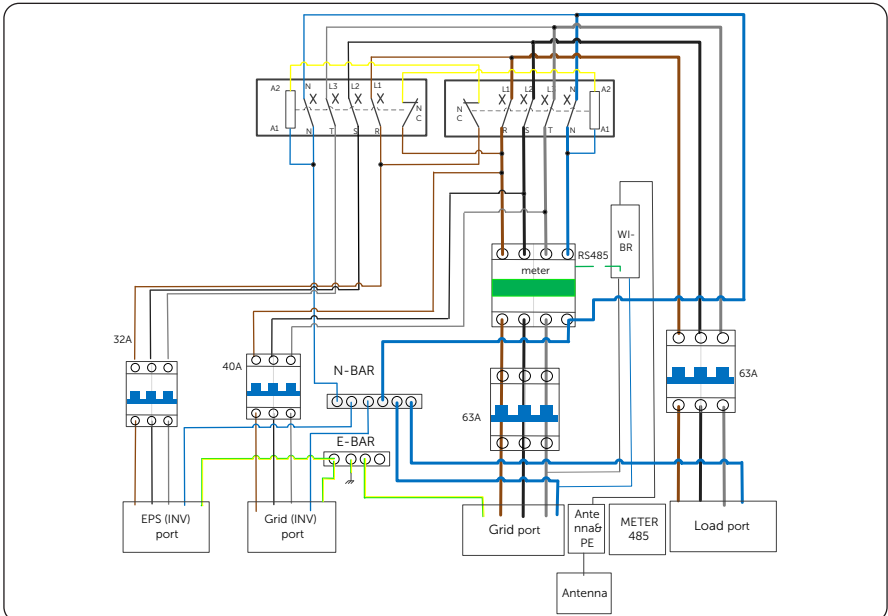 A2
N
L3
L2
L1
N
C
A1
N
T
S
R
N
C
L1
L2
L3
N
A2
R
S
T
N
A1
WI-
BR
RS485
meter
32A
40A
N-BAR
63A
63A
E-BAR
EPS (INV)
port
Grid (INV)
port
Grid port
Ante
nna&
PE
METER
485
Load port
Antenna